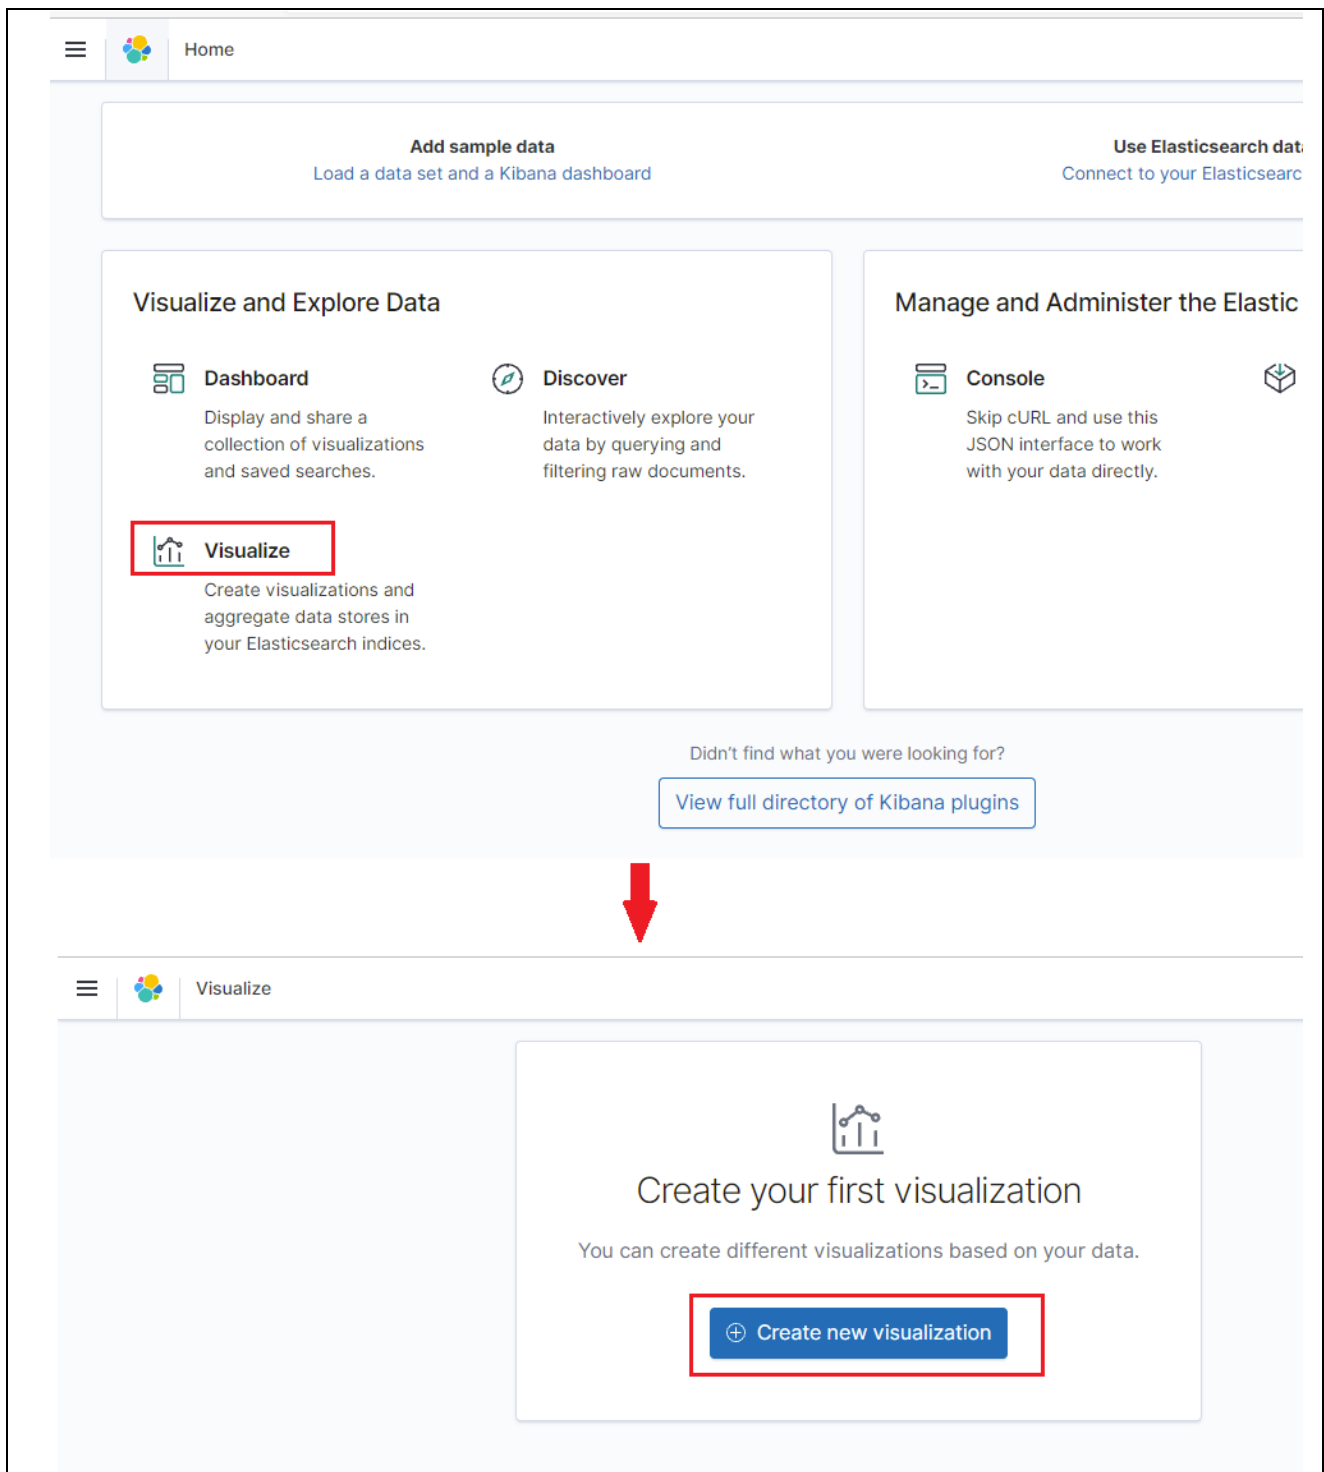 Home
Add sample data
Load a data set and a Kibana dashboard
Use Elasticsearch
Connect to your
Visualize and Explore Data
Dashboard
Display and share a
collection of visualizations
and saved searches.
Discover
Interactively explore your
data by querying and
filtering raw documents.
Visualize
Create visualizations and
aggregate data stores in
your Elasticsearch indices.
Manage and Administer the Elastic
Console
Skip cURL and use this
JSON interface to work
with your data directly.
Didn't find what you were looking for?
View full directory of Kibana plugins
Visualize
Create your first visualization
You can create different visualizations based on your data.
Create new visualization